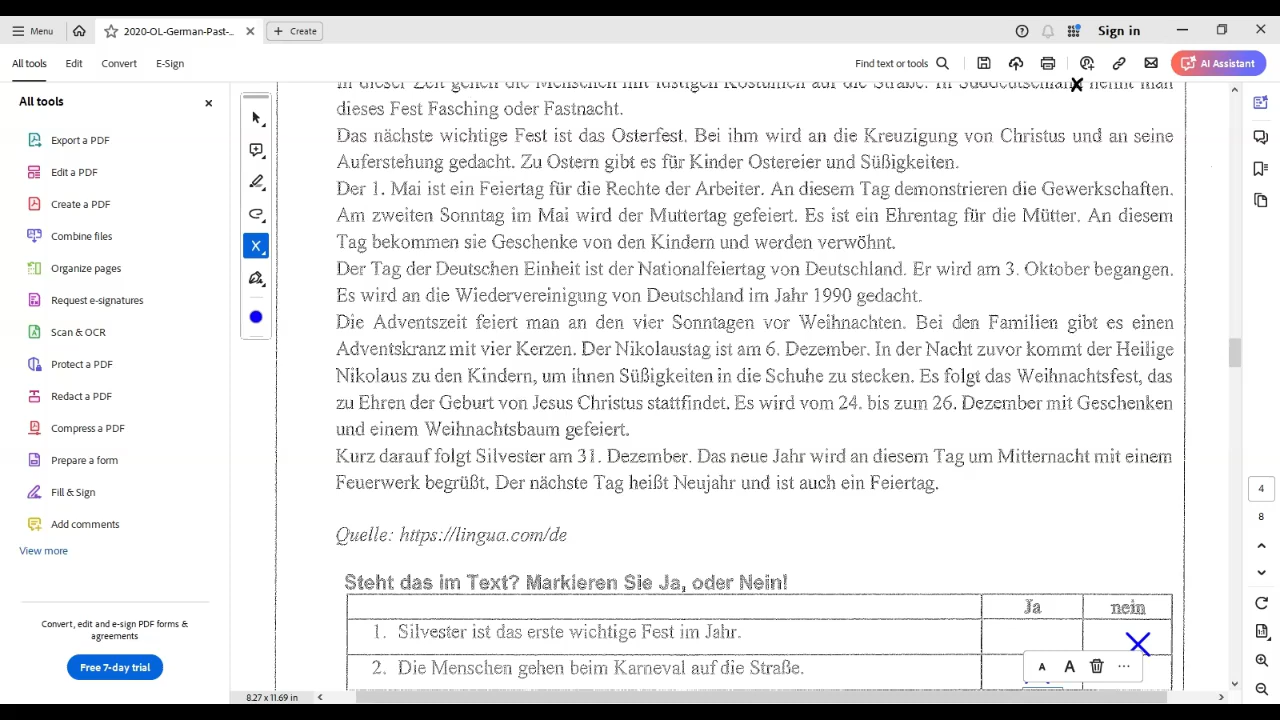 Menu
2020-OL-German-Past-...
Create
Sign in
All tools
Edit
Convert
E-Sign
Find text or tools
AI Assistant
All tools
Export a PDF
Edit a PDF
Create a PDF
Combine files
Organize pages
Request e-signatures
Scan & OCR
Protect a PDF
Redact a PDF
Compress a PDF
Prepare a form
Fill & Sign
Add comments
View more
Convert, edit and e-sign PDF forms &
agreements
Free 7-day trial
In dieser Zeit gehen die Menschen mit lustigen Kostümen auf die Straße. In Süddeutschland nennt man
dieses Fest Fasching oder Fastnacht.
Das nächste wichtige Fest ist das Osterfest. Bei ihm wird an die Kreuzigung von Christus und an seine
Auferstehung gedacht. Zu Ostern gibt es für Kinder Ostereier und Süßigkeiten.
Der 1. Mai ist ein Feiertag für die Rechte der Arbeiter. An diesem Tag demonstrieren die Gewerkschaften.
Am zweiten Sonntag im Mai wird der Muttertag gefeiert. Es ist ein Ehrentag für die Mütter. An diesem
Tag bekommen sie Geschenke von den Kindern und werden verwöhnt.
Der Tag der Deutschen Einheit ist der Nationalfeiertag von Deutschland. Er wird am 3. Oktober begangen.
Es wird an die Wiedervereinigung von Deutschland im Jahr 1990 gedacht.
Die Adventszeit feiert man an den vier Sonntagen vor Weihnachten. Bei den Familien gibt es einen
Adventskranz mit vier Kerzen. Der Nikolaustag ist am 6. Dezember. In der Nacht zuvor kommt der Heilige
Nikolaus zu den Kindern, um ihnen Süßigkeiten in die Schuhe zu stecken. Es folgt das Weihnachtsfest, das
zu Ehren der Geburt von Jesus Christus stattfindet. Es wird vom 24. bis zum 26. Dezember mit Geschenken
und einem Weihnachtsbaum gefeiert.
Kurz darauf folgt Silvester am 31. Dezember. Das neue Jahr wird an diesem Tag um Mitternacht mit einem
Feuerwerk begrüßt. Der nächste Tag heißt Neujahr und ist auch ein Feiertag.
Quelle: https://lingua.com/de
Steht das im Text? Markieren Sie Ja, oder Nein!
Ja nein
1. Silvester ist das erste wichtige Fest im Jahr.
2. Die Menschen gehen beim Karneval auf die Straße.
A A ...
8.27 x 11.69 in
4
8